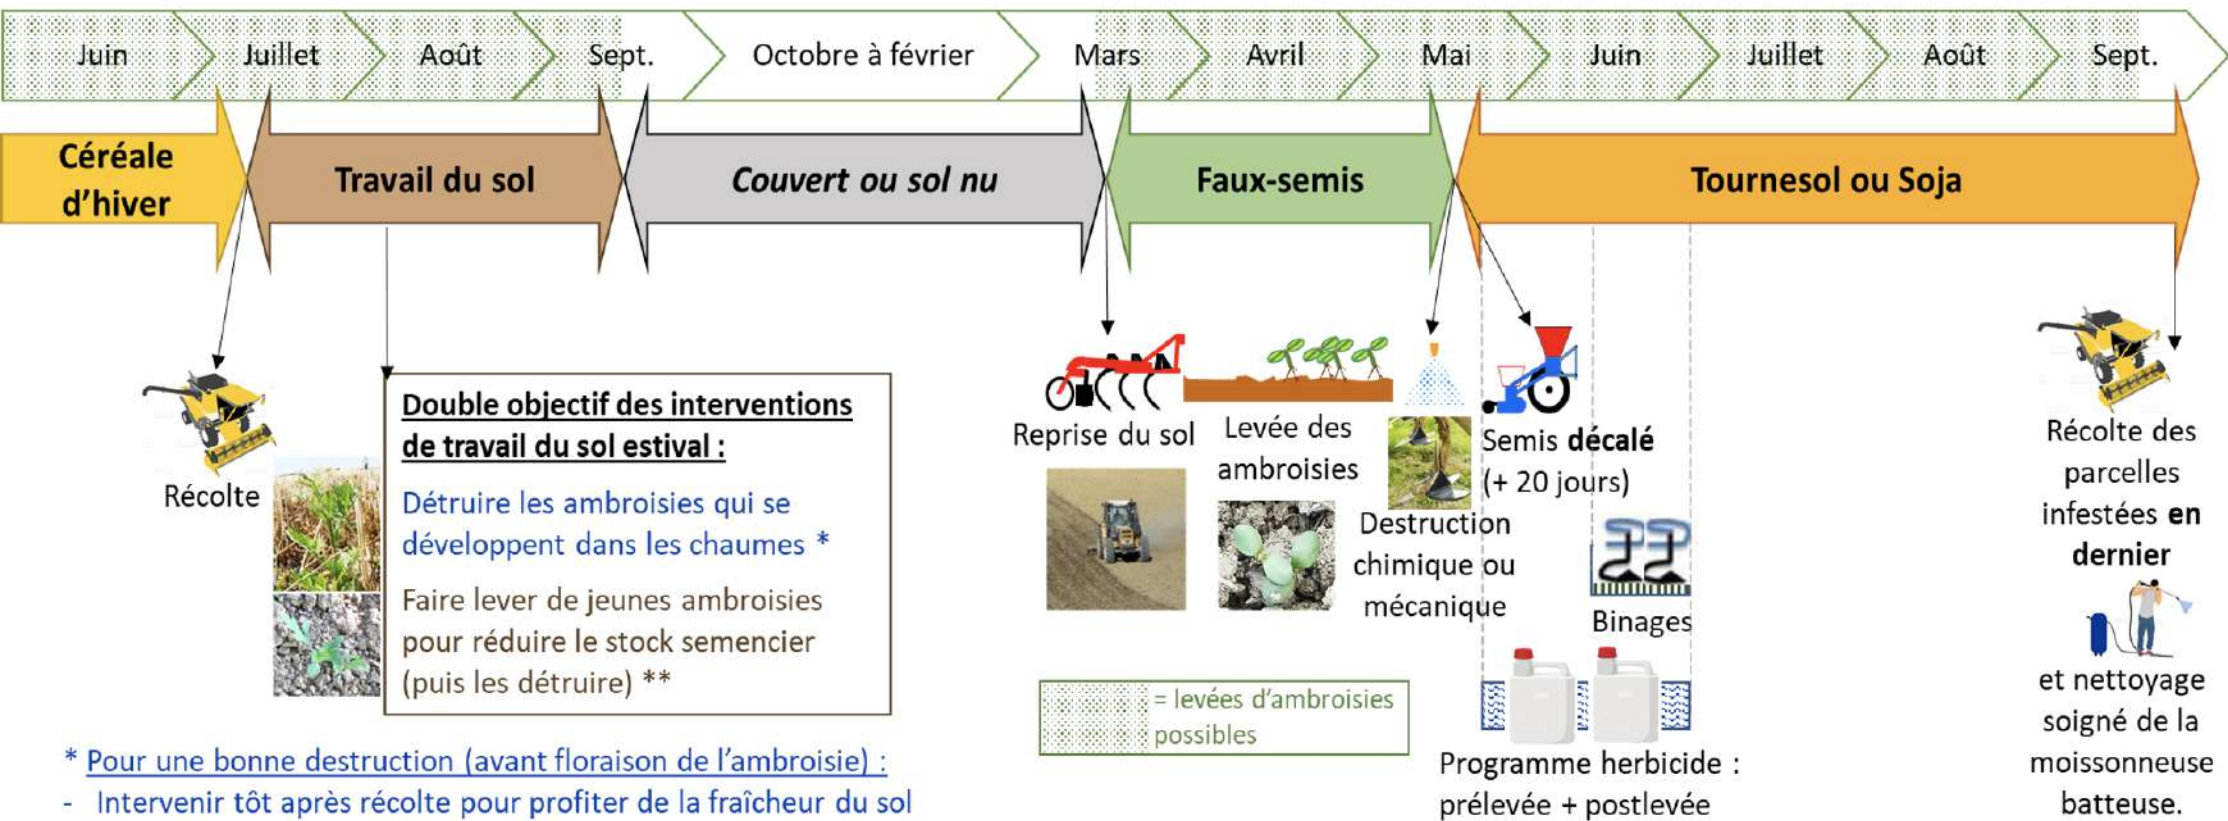 Juin
Juillet
Août
Sept.
Octobre à février
Mars
Avril
Mai
Juin
Juillet
Août
Sept.
Céréale
d'hiver
Travail du sol
Couvert ou sol nu
Faux-semis
Tournesol ou Soja
Récolte
Double objectif des interventions
de travail du sol estival :
Détruire les ambroisies qui se
développent dans les chaumes *
Faire lever de jeunes ambroisies
pour réduire le stock semencier
(puis les détruire) **
* Pour une bonne destruction (avant floraison de l'ambroisie) :
- Intervenir tôt après récolte pour profiter de la fraîcheur du sol
Reprise du sol
Levée des
ambroisies
Destruction
chimique ou
mécanique
Semis décalé
(+ 20 jours)
Binages
= levées d'ambroisies
possibles
Programme herbicide :
prélevée + postlevée
Récolte des
parcelles
infestées en
dernier
et nettoyage
soigné de la
moissonneuse
batteuse.